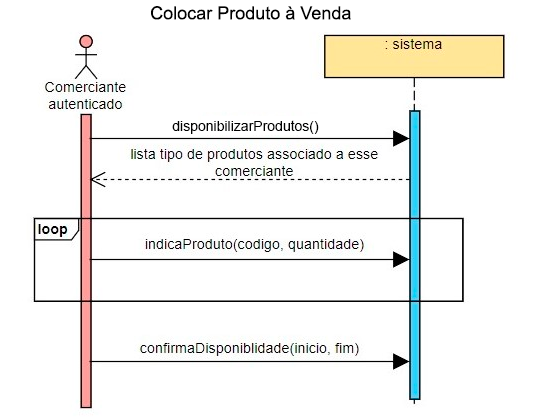 Colocar Produto à Venda
: sistema
Comerciante
autenticado
disponibilizarProdutos()
lista tipo de produtos associado a esse
comerciante
loop
indicaProduto(codigo, quantidade)
confirmaDisponiblidade(inicio, fim)